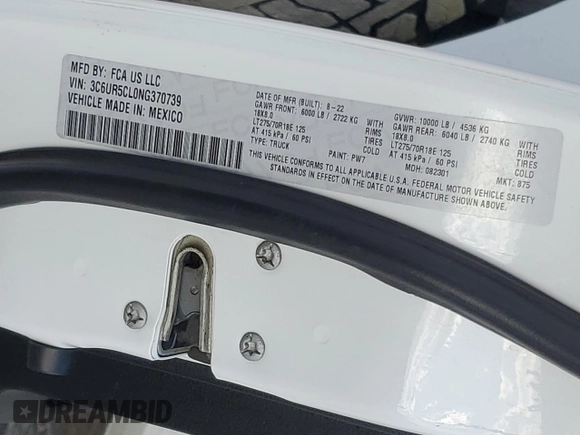 MFD BY: FCA US LLC
VIN: 3C6UR5CL0NG370739
VEHICLE MADE IN: MEXICO
DATE OF MFR (BUILT): 8-22
GAWR FRONT: 6000 LB / 2722 KG WITH
18X8.0
LT275/70R18E 125
AT 415 kPa / 60 PSI COLD
TYPE: TRUCK
GVWR: 10000 LB / 4536 KG
GAWR REAR: 6040 LB / 2740 KG WITH
18X8.0
LT275/70R18E 125
AT 415 kPa / 60 PSI COLD
PAINT: PW7
MDH: 082301
MKT: 875
THIS VEHICLE CONFORMS TO ALL APPLICABLE U.S.A. FEDERAL MOTOR VEHICLE SAFETY
STANDARDS IN EFFECT ON THE DATE OF MANUFACTURE SHOWN ABOVE.
DREAMBID